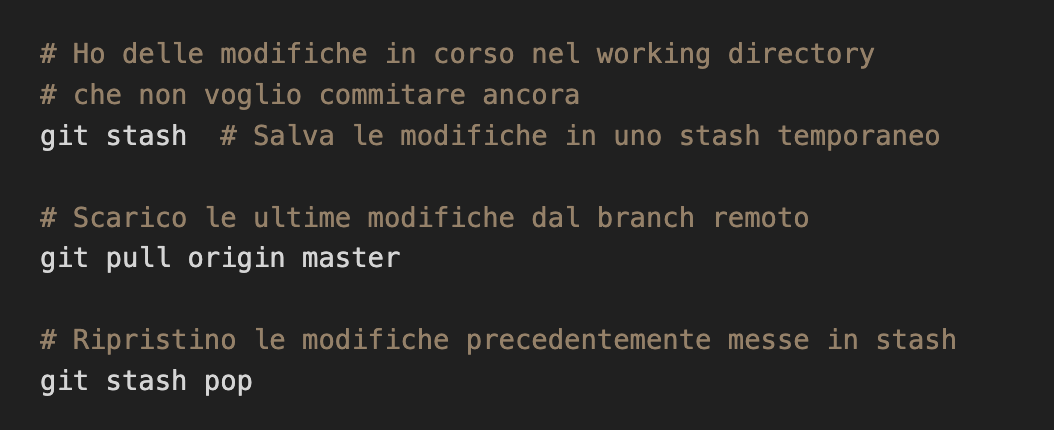 # Ho delle modifiche in corso nel working directory
# che non voglio commitare ancora
git stash  # Salva le modifiche in uno stash temporaneo
# Scarico le ultime modifiche dal branch remoto
git pull origin master
# Ripristino le modifiche precedentemente messe in stash
git stash pop